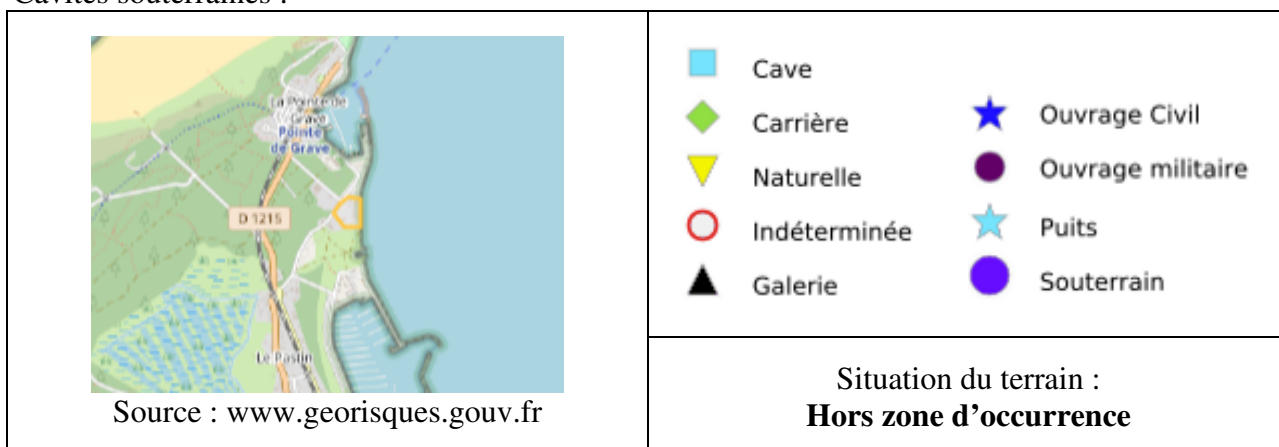 Cavités souterraines :
La Pointe de
Grave
Pointe
de Grave
D 1215
Le Pastin
Source : www.georisques.gouv.fr
Cave
Carrière
Naturelle
Indéterminée
Galerie
Ouvrage Civil
Ouvrage militaire
Puits
Souterrain
Situation du terrain :
Hors zone d’occurrence